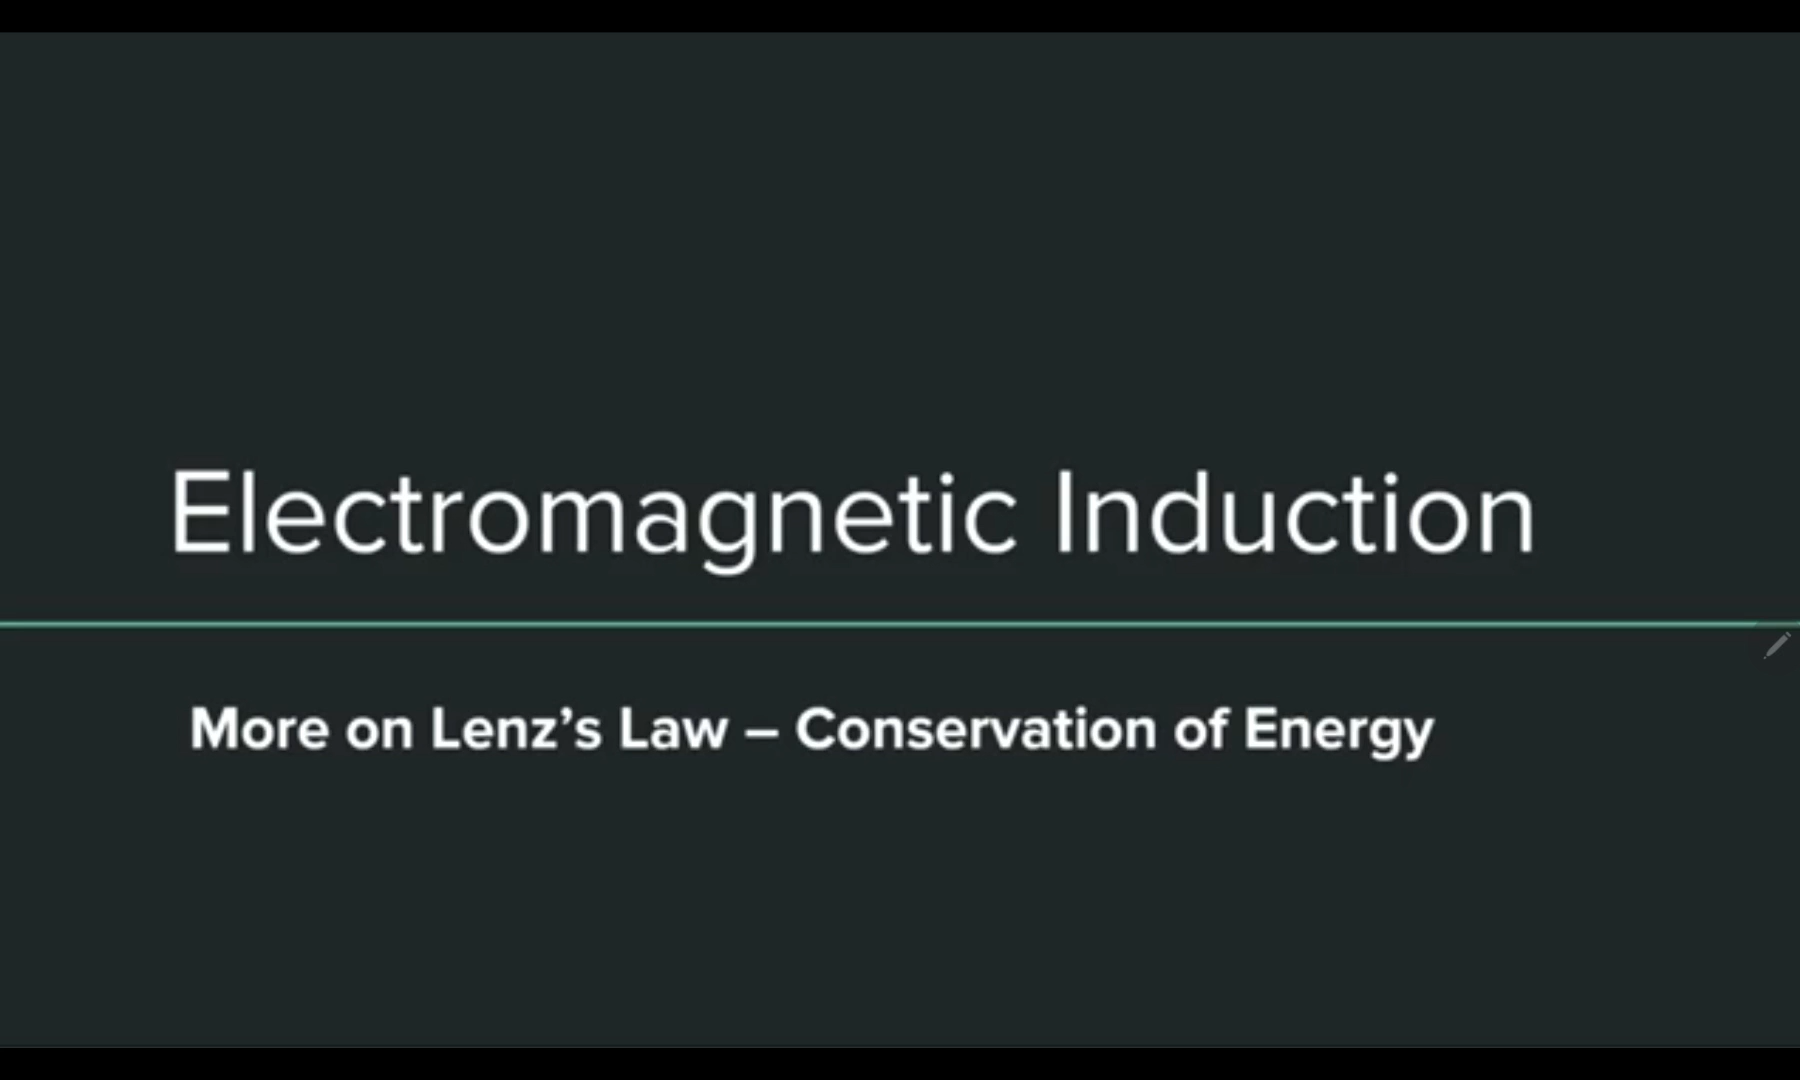 Electromagnetic Induction
More on Lenz’s Law – Conservation of Energy